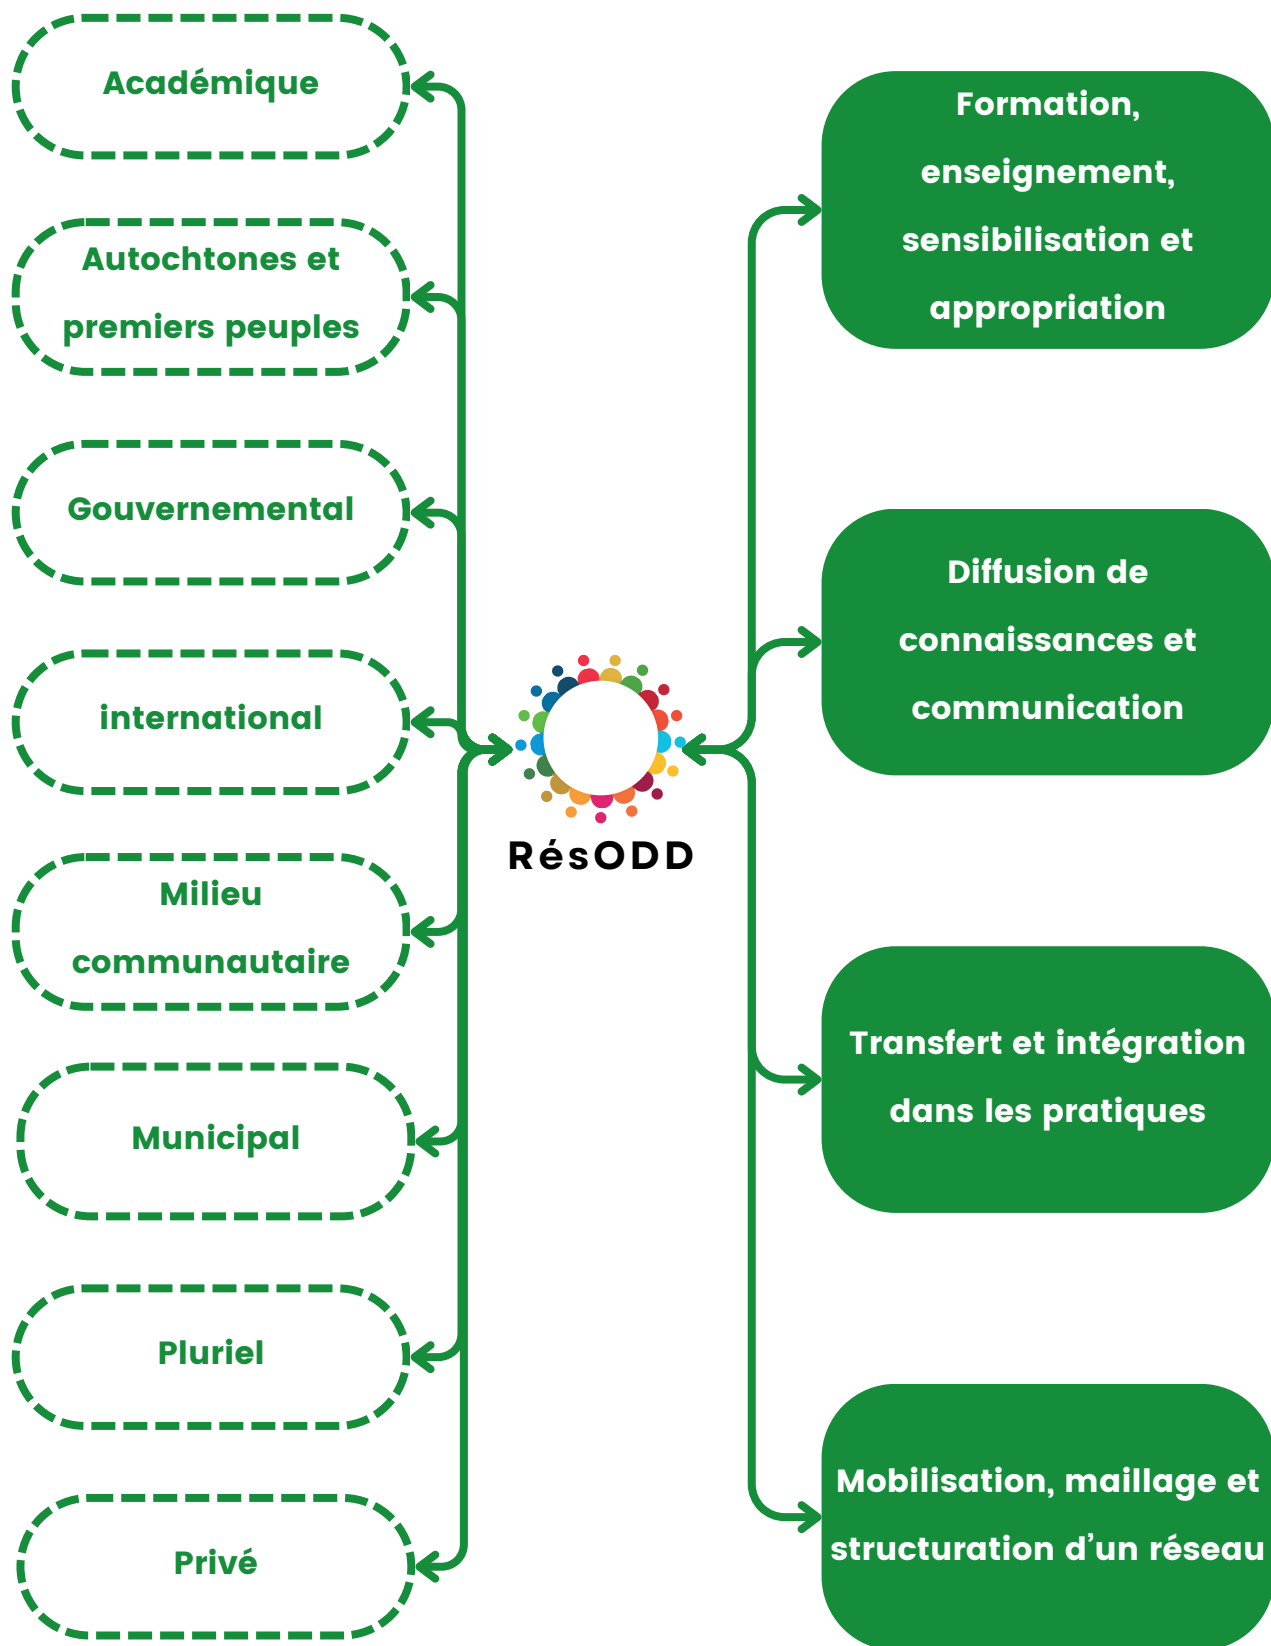 Académique
Autochtones et
premiers peuples
Gouvernemental
international
Milieu
communautaire
Municipal
Pluriel
Privé
RésODD
Formation,
enseignement,
sensibilisation et
appropriation
Diffusion de
connaissances et
communication
Transfert et intégration
dans les pratiques
Mobilisation, maillage et
structuration d’un réseau